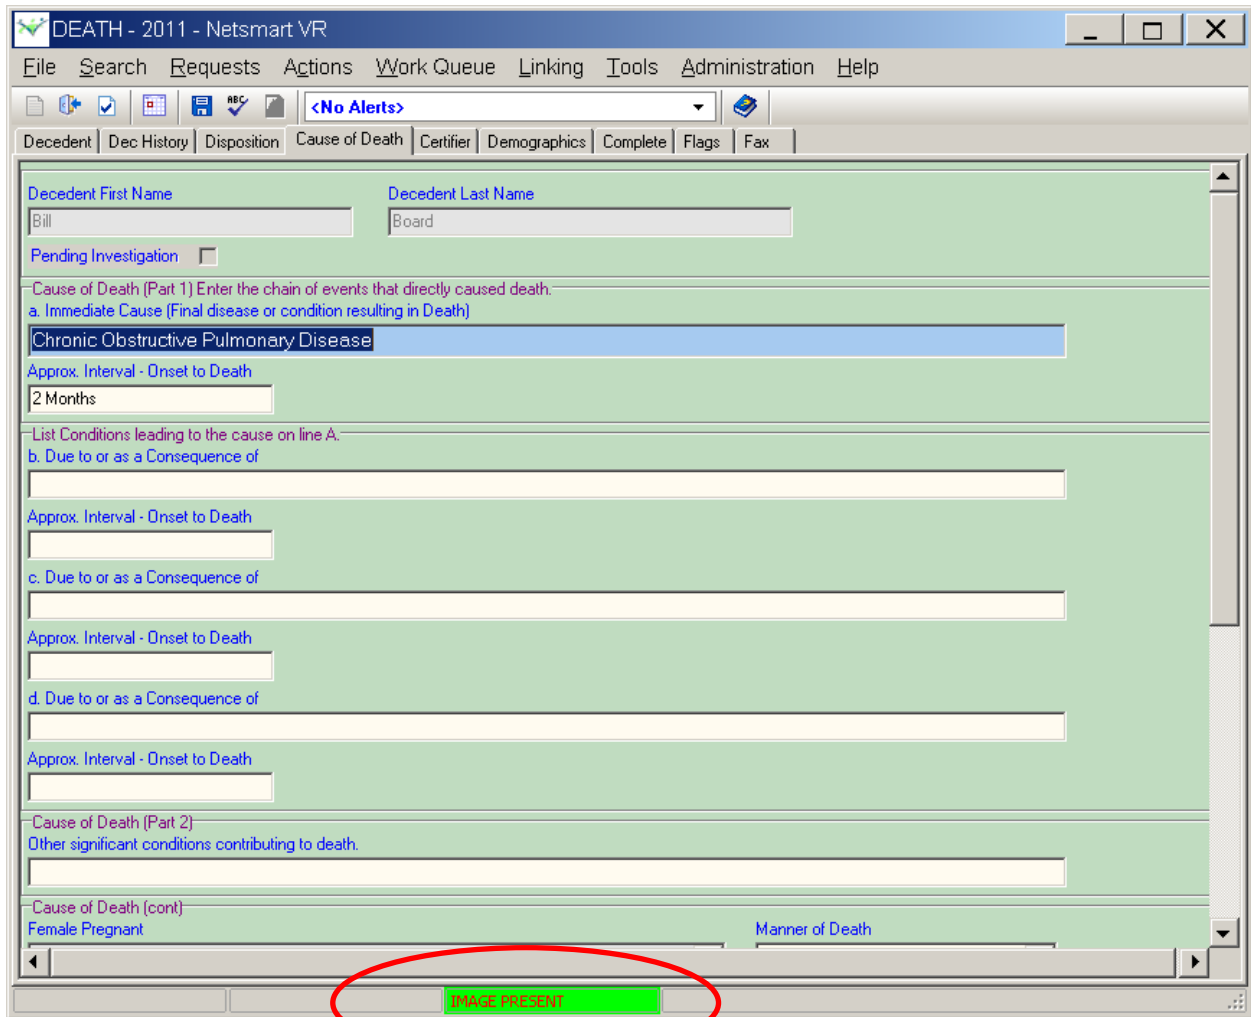 DEATH - 2011 - Netsmart VR
File Search Requests Actions Work Queue Linking Tools Administration Help
ABC <No Alerts>
Decedent Dec History Disposition Cause of Death Certifier Demographics Complete Flags Fax
Decedent First Name Decedent Last Name
Bill Board
Pending Investigation
Cause of Death (Part 1) Enter the chain of events that directly caused death.
a. Immediate Cause (Final disease or condition resulting in Death)
Chronic Obstructive Pulmonary Disease
Approx. Interval - Onset to Death
2 Months
List Conditions leading to the cause on line A.
b. Due to or as a Consequence of
Approx. Interval - Onset to Death
c. Due to or as a Consequence of
Approx. Interval - Onset to Death
d. Due to or as a Consequence of
Approx. Interval - Onset to Death
Cause of Death (Part 2)
Other significant conditions contributing to death.
Cause of Death (cont)
Female Pregnant Manner of Death
IMAGE PRESENT